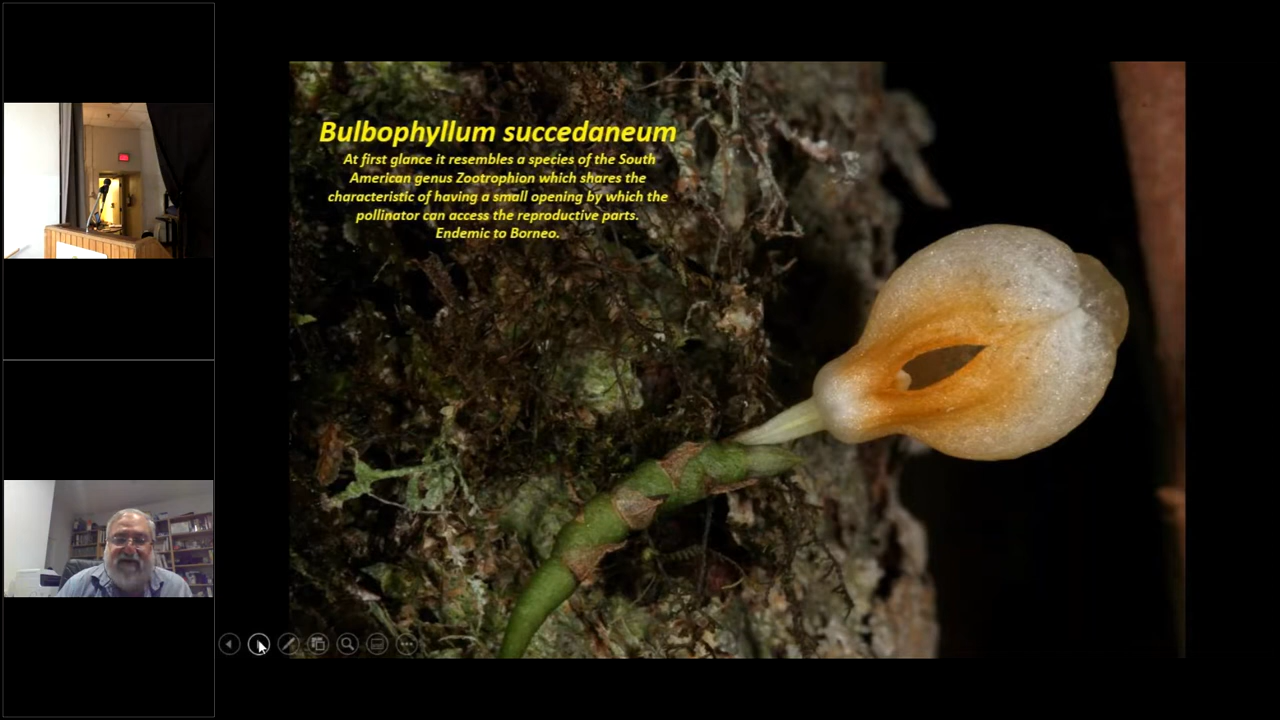 Bulbophyllum succedaneum
At first glance it resembles a species of the South
American genus Zootrophion which shares the
characteristic of having a small opening by which the
pollinator can access the reproductive parts.
Endemic to Borneo.